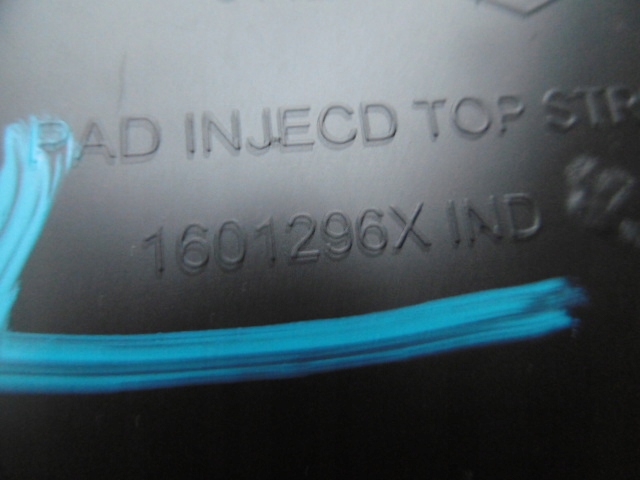 PAD INJECD TOP STR
1601296X IND